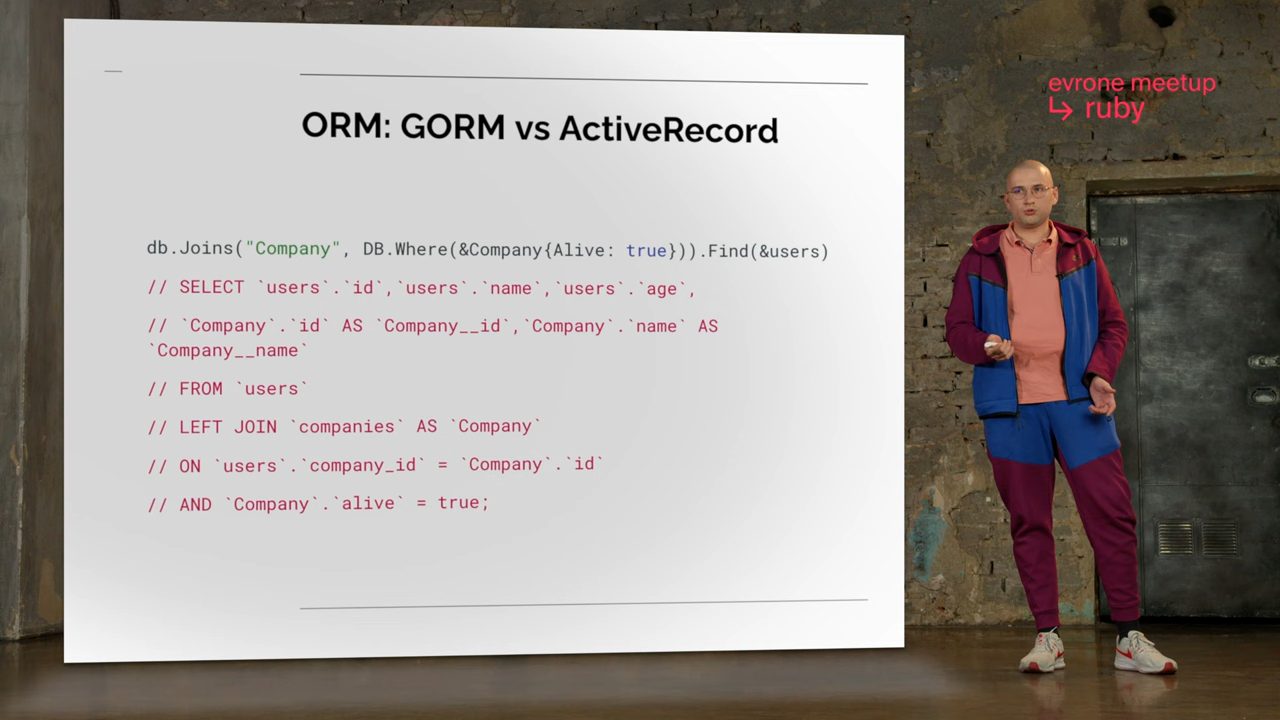 ORM: GORM vs ActiveRecord
db.Joins("Company", DB.Where(&Company{Alive: true})).Find(&users)
// SELECT `users`.`id`,`users`.`name`,`users`.`age`,
// `Company`.`id` AS `Company__id`,`Company`.`name` AS
`Company__name`
// FROM `users`
// LEFT JOIN `companies` AS `Company`
// ON `users`.`company_id` = `Company`.`id`
// AND `Company`.`alive` = true;
evrone meetup
↳ ruby